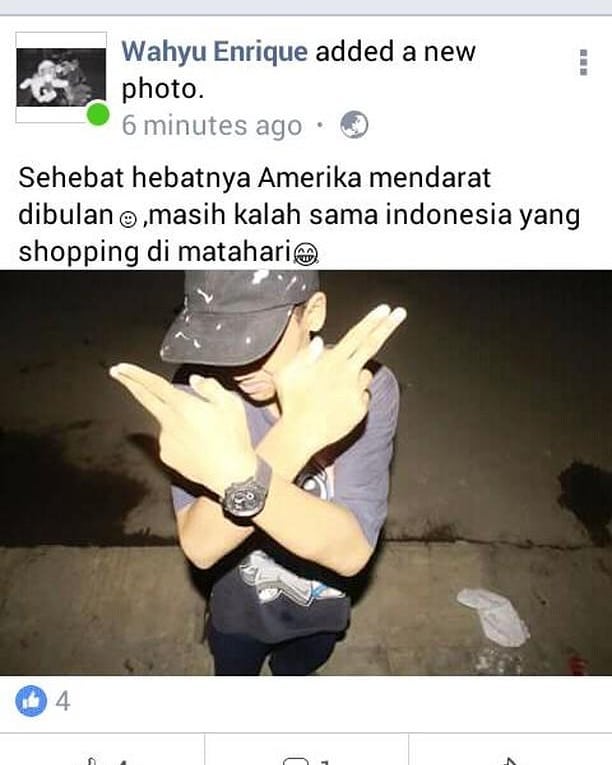 Wahyu Enrique added a new
photo.
6 minutes ago ·
Sehebat hebatnya Amerika mendarat
dibulan☺,masih kalah sama indonesia yang
shopping di matahari😂
4